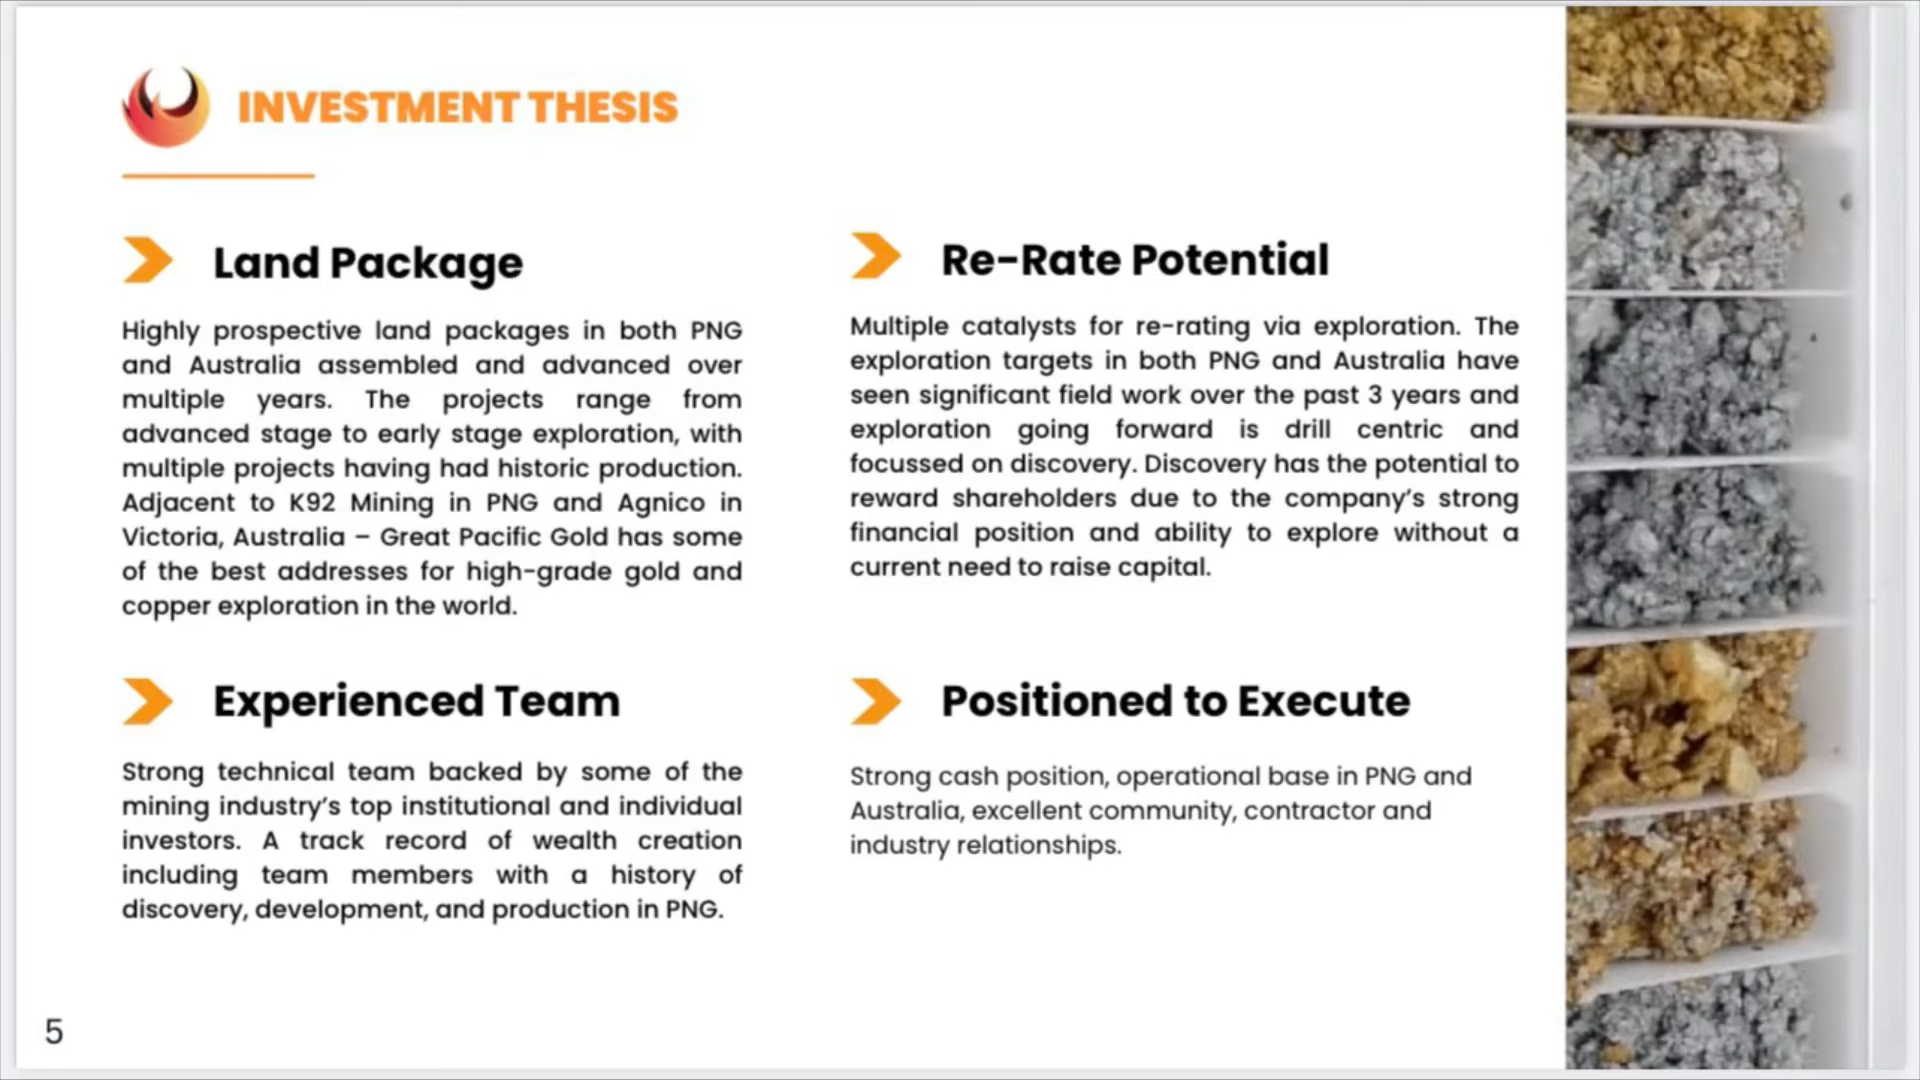 INVESTMENT THESIS
Land Package
Highly prospective land packages in both PNG
and Australia assembled and advanced over
multiple years. The projects range from
advanced stage to early stage exploration, with
multiple projects having had historic production.
Adjacent to K92 Mining in PNG and Agnico in
Victoria, Australia – Great Pacific Gold has some
of the best addresses for high-grade gold and
copper exploration in the world.
Re-Rate Potential
Multiple catalysts for re-rating via exploration. The
exploration targets in both PNG and Australia have
seen significant field work over the past 3 years and
exploration going forward is drill centric and
focussed on discovery. Discovery has the potential to
reward shareholders due to the company's strong
financial position and ability to explore without a
current need to raise capital.
Experienced Team
Strong technical team backed by some of the
mining industry's top institutional and individual
investors. A track record of wealth creation
including team members with a history of
discovery, development, and production in PNG.
Positioned to Execute
Strong cash position, operational base in PNG and
Australia, excellent community, contractor and
industry relationships.
5